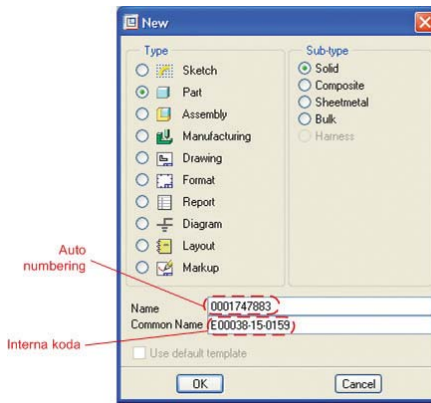 New
Type
Sub-type
Sketch
Part
Assembly
Manufacturing
Drawing
Format
Report
Diagram
Layout
Markup
Solid
Composite
Sheetmetal
Bulk
Harness
Auto
numbering
Name 0001747883
Common Name E00038-15-0159
Interna koda
Use default template
OK Cancel